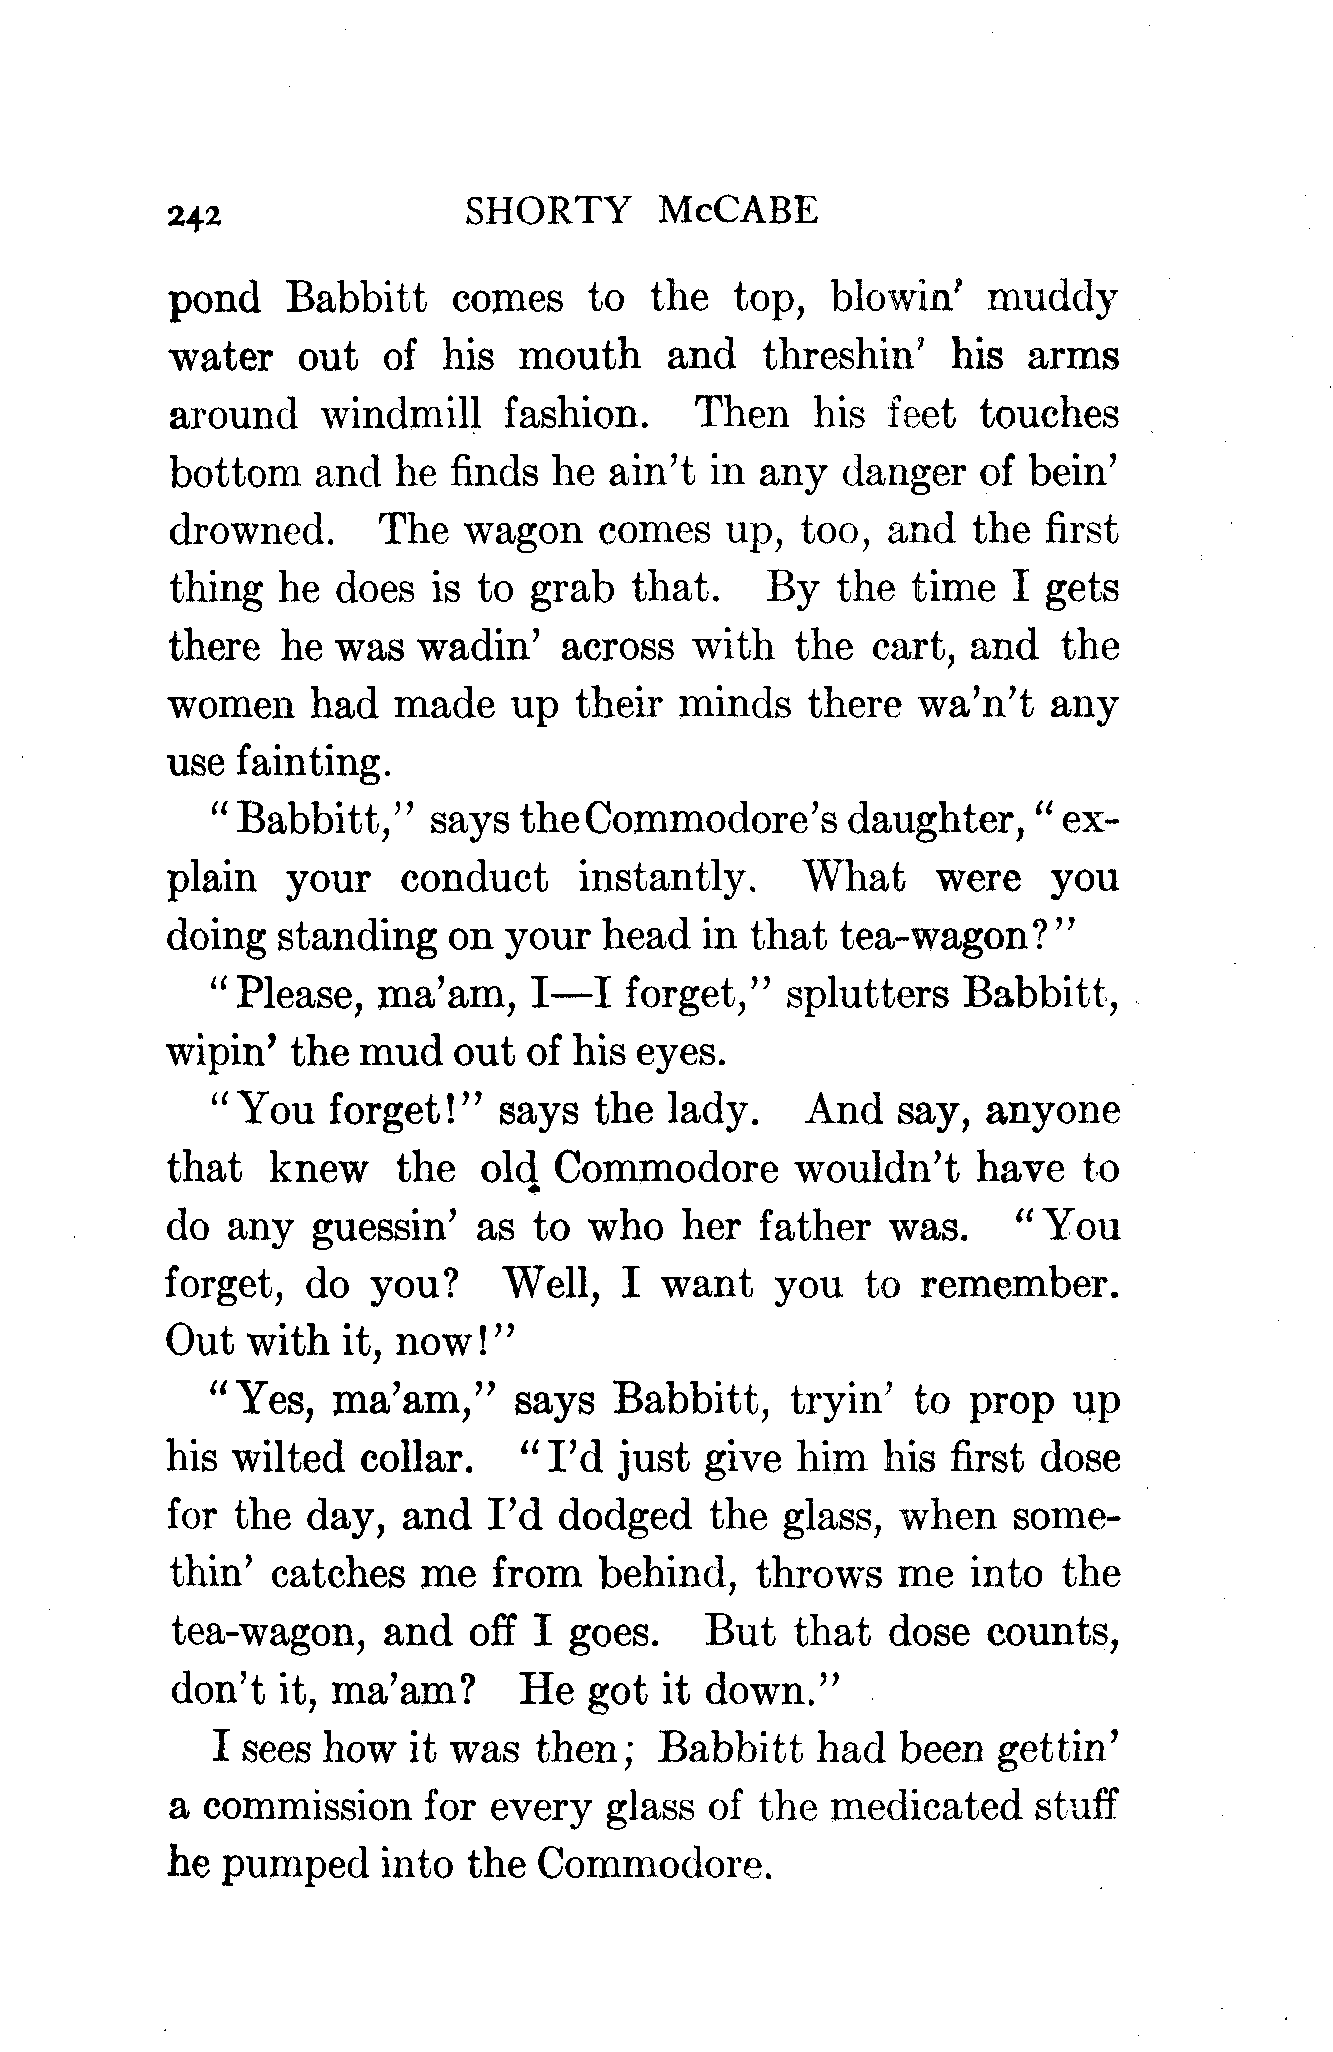 242 SHORTY McCABE
pond Babbitt comes to the top, blowin' muddy
water out of his mouth and threshin' his arms
around windmill fashion. Then his feet touches
bottom and he finds he ain't in any danger of bein'
drowned. The wagon comes up, too, and the first
thing he does is to grab that. By the time I gets
there he was wadin' across with the cart, and the
women had made up their minds there wa'n't any
use fainting.
"Babbitt," says the Commodore's daughter, "ex-
plain your conduct instantly. What were you
doing standing on your head in that tea-wagon?"
"Please, ma'am, I—I forget," splutters Babbitt,
wipin' the mud out of his eyes.
"You forget!" says the lady. And say, anyone
that knew the old Commodore wouldn't have to
do any guessin' as to who her father was. "You
forget, do you? Well, I want you to remember.
Out with it, now!"
"Yes, ma'am," says Babbitt, tryin' to prop up
his wilted collar. "I'd just give him his first dose
for the day, and I'd dodged the glass, when some-
thin' catches me from behind, throws me into the
tea-wagon, and off I goes. But that dose counts,
don't it, ma'am? He got it down."
I sees how it was then; Babbitt had been gettin'
a commission for every glass of the medicated stuff
he pumped into the Commodore.